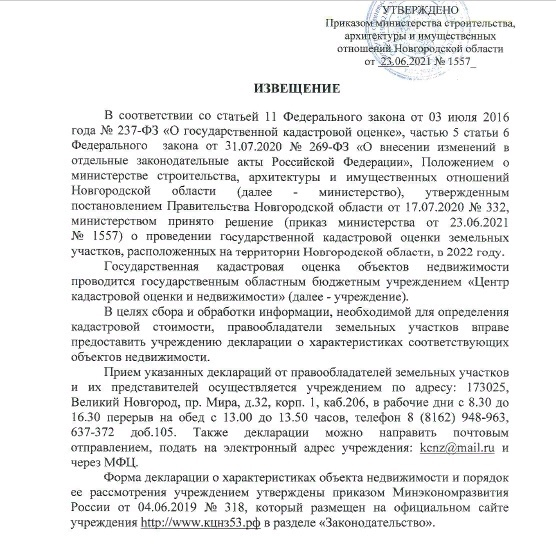 УТВЕРЖДЕНО
Приказом министерства строительства,
архитектуры и имущественных
отношений Новгородской области
от 23.06.2021 № 1557_
ИЗВЕЩЕНИЕ
В соответствии со статьей 11 Федерального закона от 03 июля 2016
года № 237-ФЗ «О государственной кадастровой оценке», частью 5 статьи 6
Федерального закона от 31.07.2020 № 269-ФЗ «О внесении изменений в
отдельные законодательные акты Российской Федерации», Положением о
министерстве строительства, архитектуры и имущественных отношений
Новгородской области (далее - министерство), утвержденным
постановлением Правительства Новгородской области от 17.07.2020 № 332,
министерством принято решение (приказ министерства от 23.06.2021
№ 1557) о проведении государственной кадастровой оценки земельных
участков, расположенных на территории Новгородской области, в 2022 году.
Государственная кадастровая оценка объектов недвижимости
проводится государственным областным бюджетным учреждением «Центр
кадастровой оценки и недвижимости» (далее - учреждение).
В целях сбора и обработки информации, необходимой для определения
кадастровой стоимости, правообладатели земельных участков вправе
предоставить учреждению декларации о характеристиках соответствующих
объектов недвижимости.
Прием указанных деклараций от правообладателей земельных участков
и их представителей осуществляется учреждением по адресу: 173025,
Великий Новгород, пр. Мира, д.32, корп. 1, каб.206, в рабочие дни с 8.30 до
16.30 перерыв на обед с 13.00 до 13.50 часов, телефон 8 (8162) 948-963,
637-372 доб.105. Также декларации можно направить почтовым
отправлением, подать на электронный адрес учреждения: kcnz@mail.ru и
через МФЦ.
Форма декларации о характеристиках объекта недвижимости и порядок
ее рассмотрения учреждением утверждены приказом Минэкономразвития
России от 04.06.2019 № 318, который размещен на официальном сайте
учреждения http://www.кцнз53.рф в разделе «Законодательство».